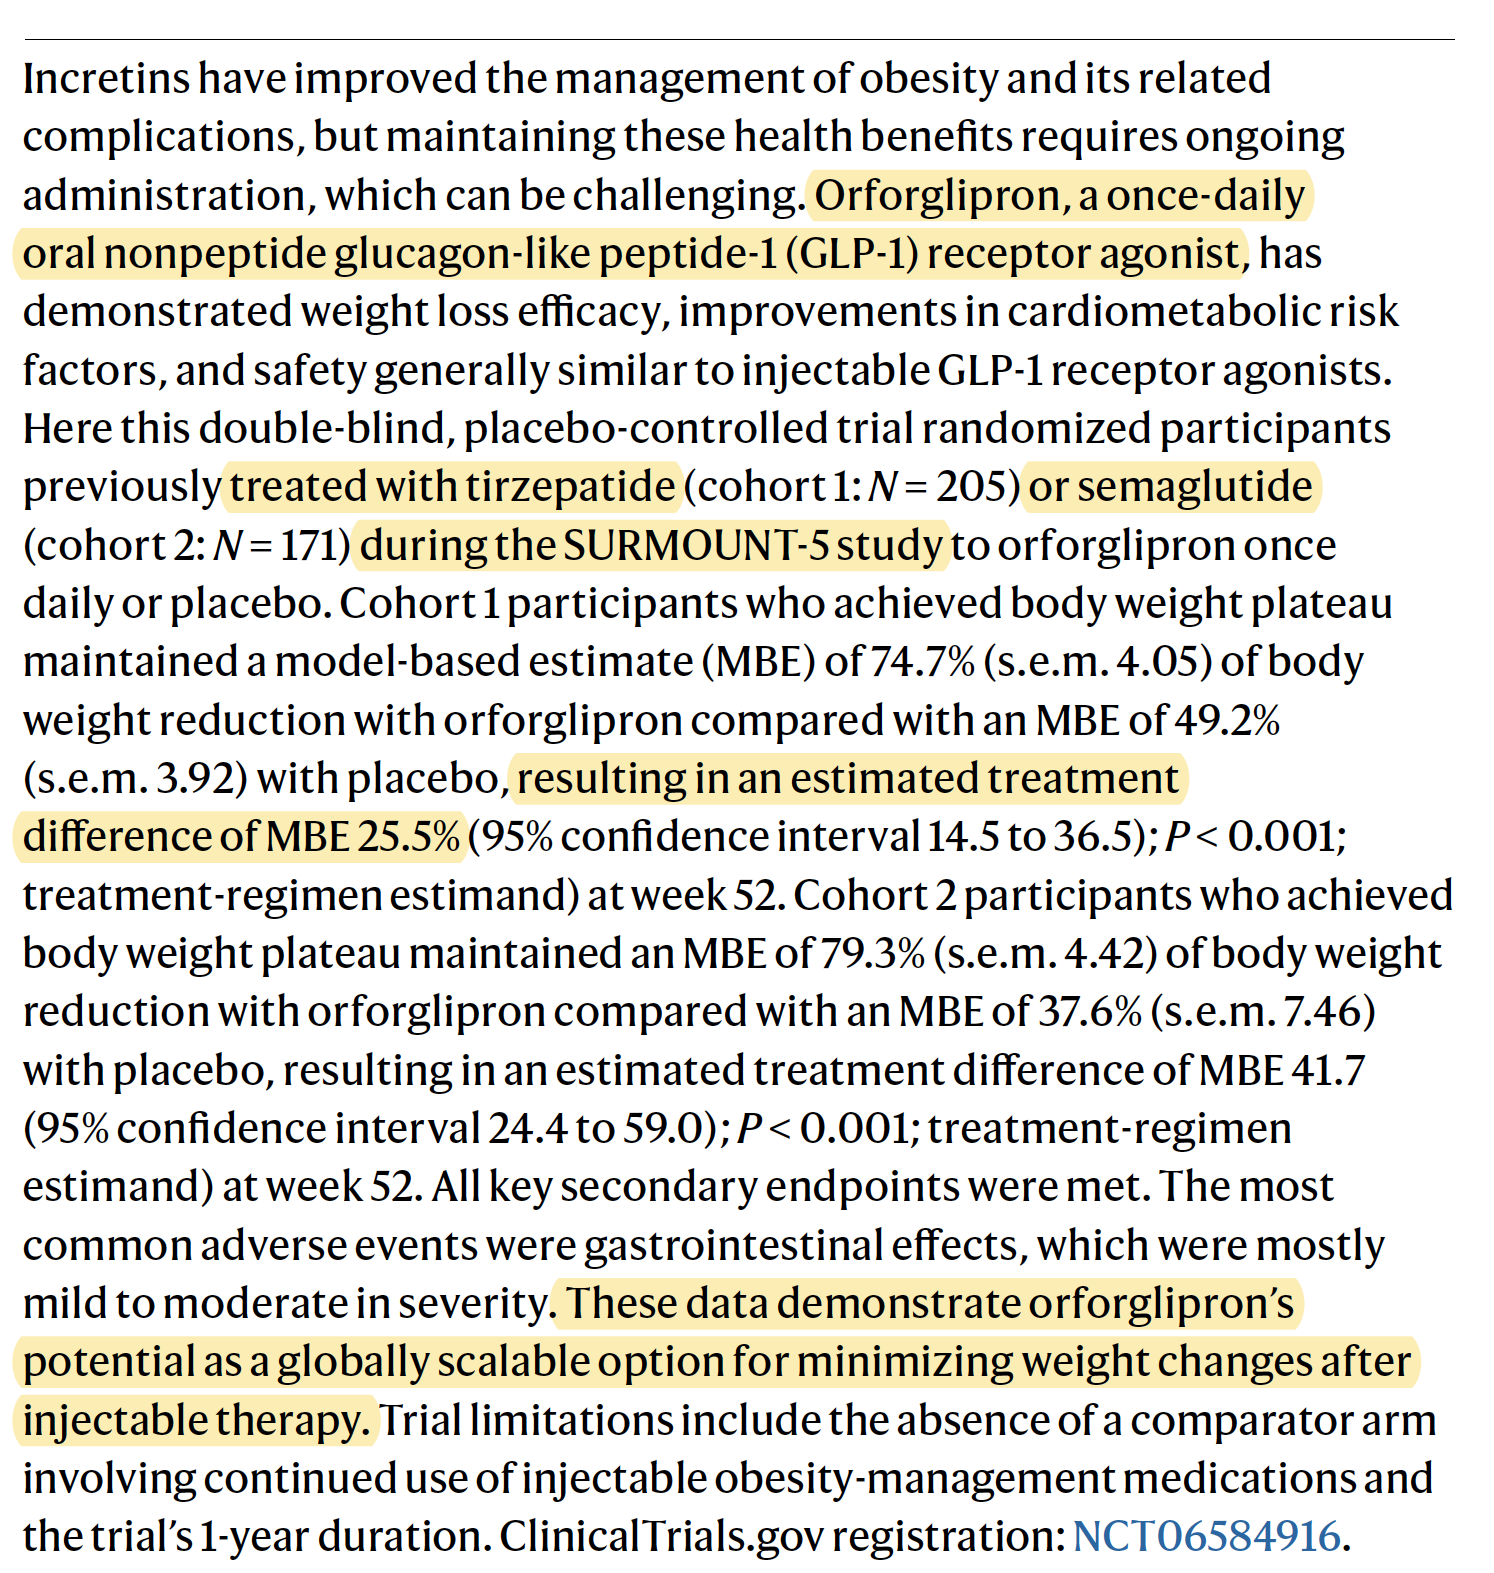 Incretins have improved the management of obesity and its related
complications, but maintaining these health benefits requires ongoing
administration, which can be challenging. Orforglipron, a once-daily
oral nonpeptide glucagon-like peptide-1 (GLP-1) receptor agonist, has
demonstrated weight loss efficacy, improvements in cardiometabolic risk
factors, and safety generally similar to injectable GLP-1 receptor agonists.
Here this double-blind, placebo-controlled trial randomized participants
previously treated with tirzepatide (cohort 1: N = 205) or semaglutide
(cohort 2: N = 171) during the SURMOUNT-5 study to orforglipron once
daily or placebo. Cohort 1 participants who achieved body weight plateau
maintained a model-based estimate (MBE) of 74.7% (s.e.m. 4.05) of body
weight reduction with orforglipron compared with an MBE of 49.2%
(s.e.m. 3.92) with placebo, resulting in an estimated treatment
difference of MBE 25.5% (95% confidence interval 14.5 to 36.5); P < 0.001;
treatment-regimen estimand) at week 52. Cohort 2 participants who achieved
body weight plateau maintained an MBE of 79.3% (s.e.m. 4.42) of body weight
reduction with orforglipron compared with an MBE of 37.6% (s.e.m. 7.46)
with placebo, resulting in an estimated treatment difference of MBE 41.7
(95% confidence interval 24.4 to 59.0); P < 0.001; treatment-regimen
estimand) at week 52. All key secondary endpoints were met. The most
common adverse events were gastrointestinal effects, which were mostly
mild to moderate in severity. These data demonstrate orforglipron’s
potential as a globally scalable option for minimizing weight changes after
injectable therapy. Trial limitations include the absence of a comparator arm
involving continued use of injectable obesity-management medications and
the trial’s 1-year duration. ClinicalTrials.gov registration: NCT06584916.